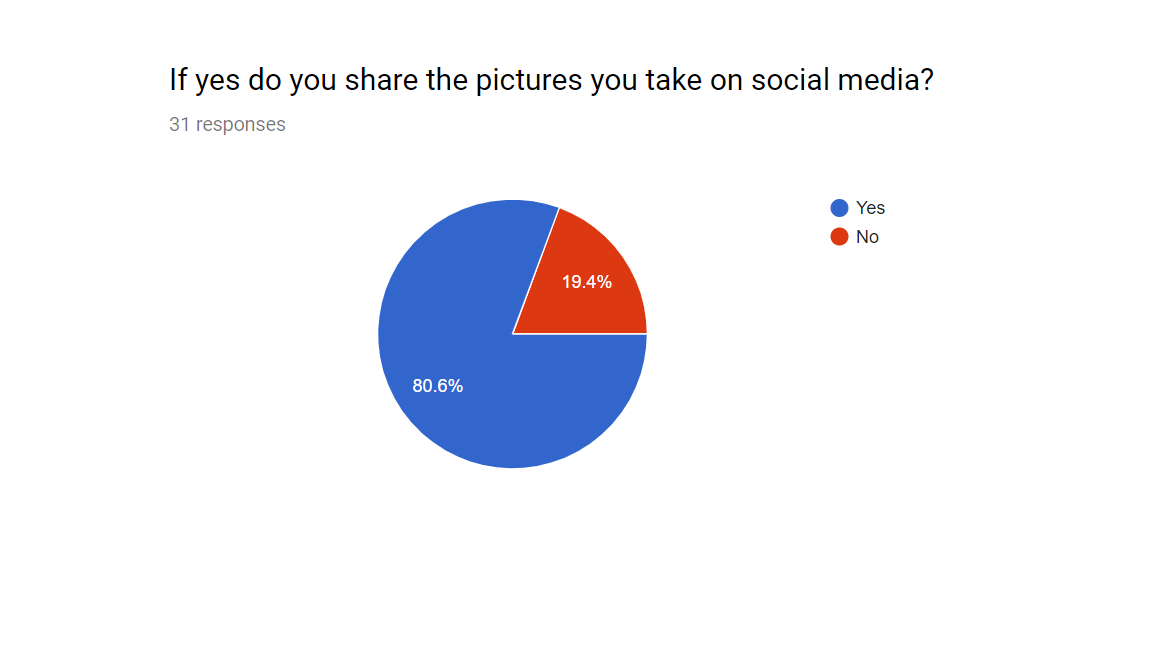 If yes do you share the pictures you take on social media?
31 responses
Yes
No
19.4%
80.6%